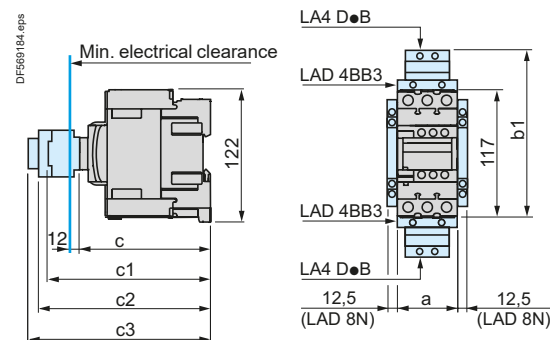 DF569184.eps
Min. electrical clearance
122
12
c
c1
c2
c3
LA4 D●B
LAD 4BB3
b1
117
LAD 4BB3
LA4 D●B
12,5
(LAD 8N)
a
12,5
(LAD 8N)